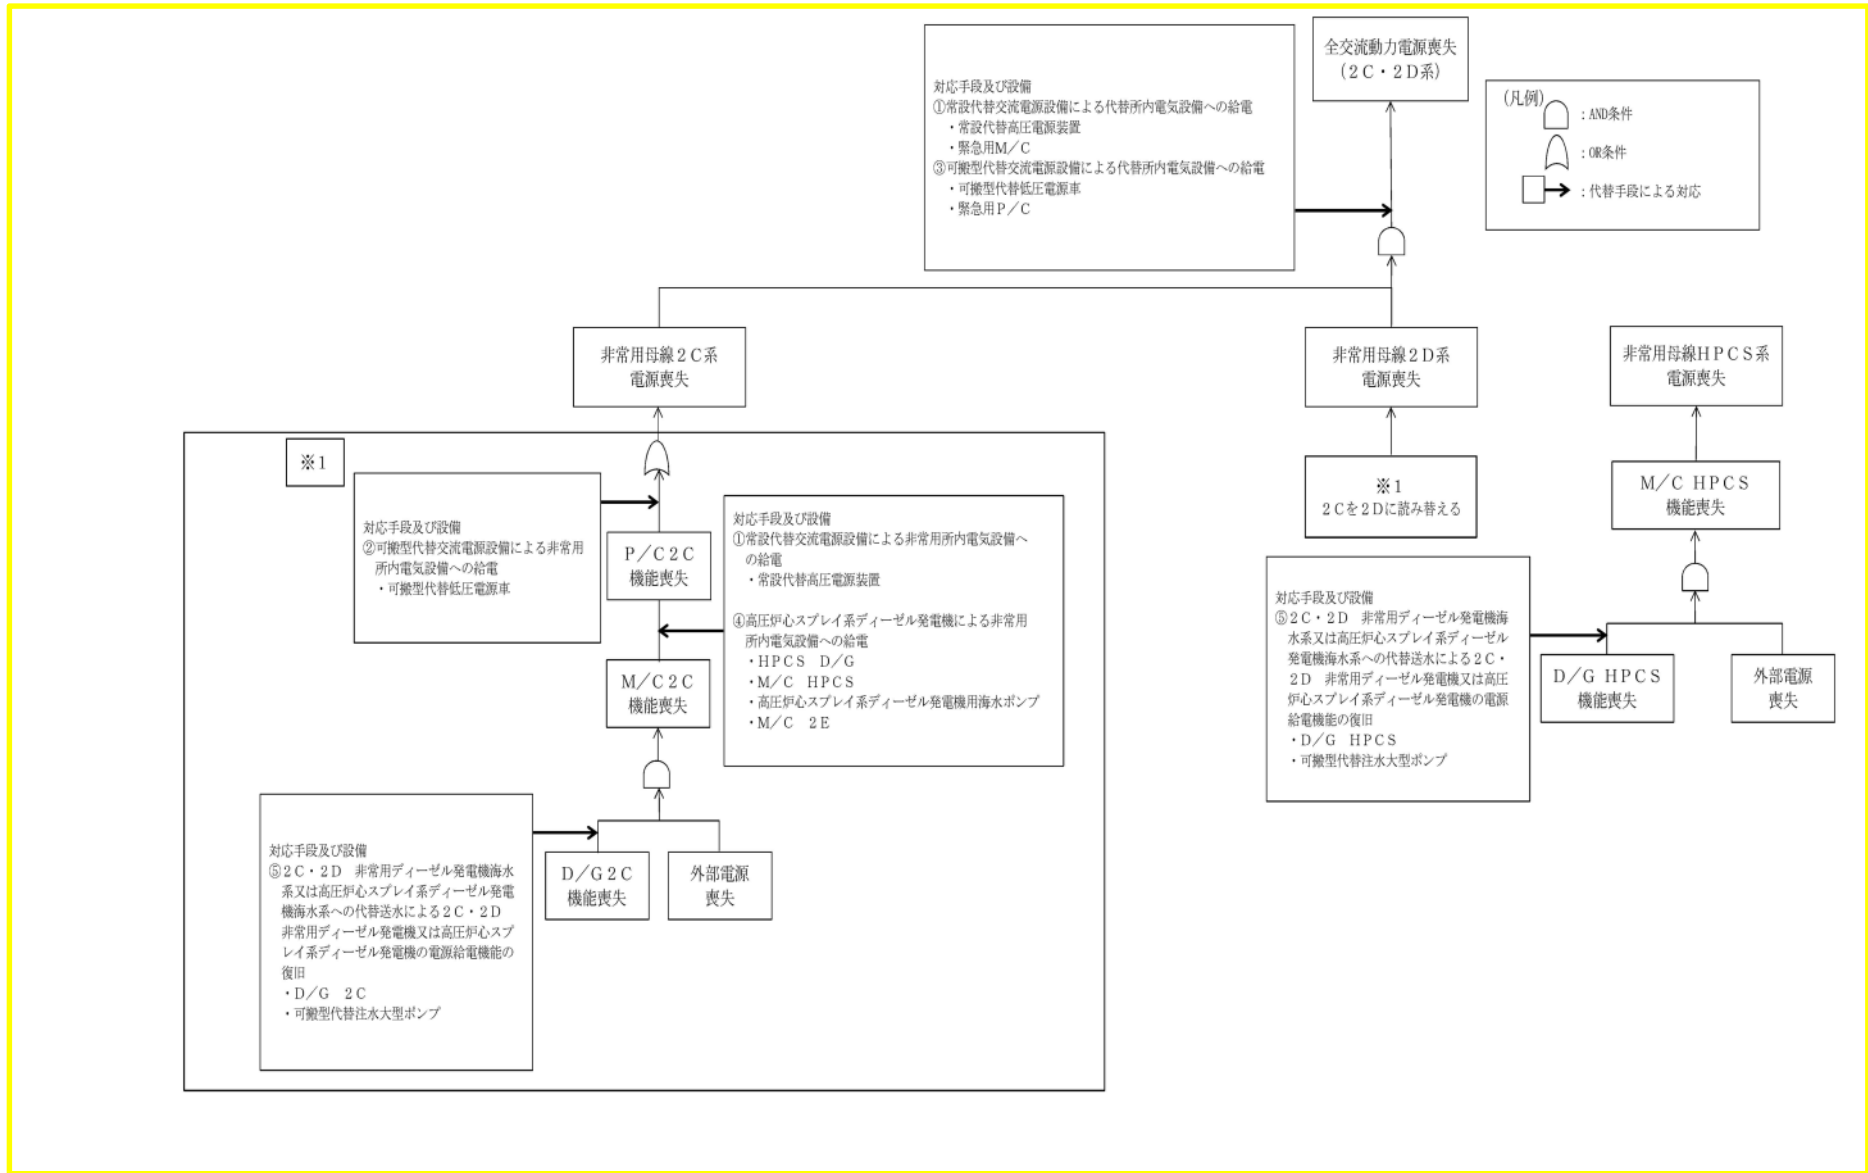 対応手段及び設備
①常設代替交流電源設備による代替所内電気設備への給電
・常設代替高圧電源装置
・緊急用M／C
③可搬型代替交流電源設備による代替所内電気設備への給電
・可搬型代替低圧電源車
・緊急用P／C
全交流動力電源喪失
(２C・２D系)
(凡例)
：AND条件
：OR条件
：代替手段による対応
非常用母線２C系
電源喪失
非常用母線２D系
電源喪失
非常用母線HPCS系
電源喪失
※1
対応手段及び設備
②可搬型代替交流電源設備による非常用
所内電気設備への給電
・可搬型代替低圧電源車
P／C２C
機能喪失
M／C２C
機能喪失
対応手段及び設備
①常設代替交流電源設備による非常用所内電気設備へ
の給電
・常設代替高圧電源装置
④高圧炉心スプレイ系ディーゼル発電機による非常用
所内電気設備への給電
・HPCS　D／G
・M／C　HPCS
・高圧炉心スプレイ系ディーゼル発電機用海水ポンプ
・M／C　２E
対応手段及び設備
⑤２C・２D　非常用ディーゼル発電機海水
系又は高圧炉心スプレイ系ディーゼル発電
機海水系への代替送水による２C・２D
非常用ディーゼル発電機又は高圧炉心スプ
レイ系ディーゼル発電機の電源給電機能の
復旧
・D／G　２C
・可搬型代替注水大型ポンプ
D／G２C
機能喪失
外部電源
喪失
※1
２Cを２Dに読み替える
M／C HPCS
機能喪失
対応手段及び設備
⑤２C・２D　非常用ディーゼル発電機海
水系又は高圧炉心スプレイ系ディーゼル
発電機海水系への代替送水による２C・
２D　非常用ディーゼル発電機又は高圧
炉心スプレイ系ディーゼル発電機の電源
給電機能の復旧
・D／G　HPCS
・可搬型代替注水大型ポンプ
D／G HPCS
機能喪失
外部電源
喪失